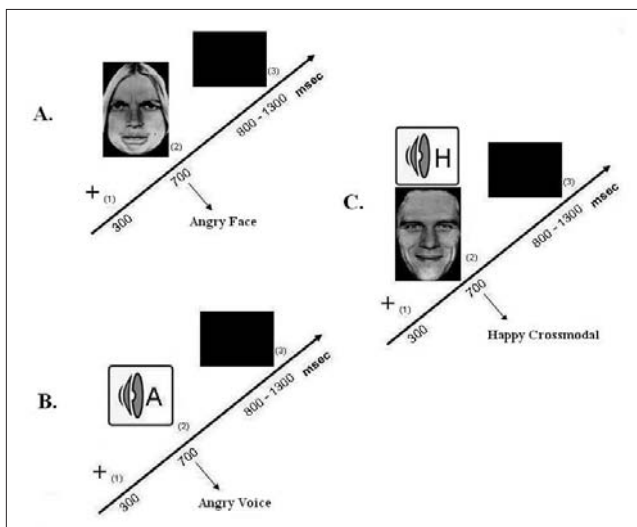 A.
+ (1)
300
(2)
700
Angry Face
(3)
800 - 1300 msec
B.
+ (1)
300
A
(2)
700
Angry Voice
(2)
800 - 1300 msec
C.
+ (1)
300
H
(2)
700
Happy Crossmodal
(3)
800 - 1300 msec